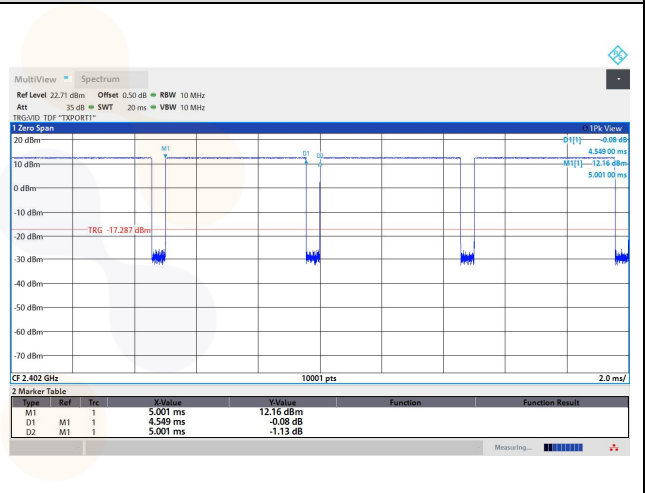 MultiView Spectrum
Ref Level 22.71 dBm Offset 0.50 dB RBW 10 MHz
Att 35 dB SWT 20 ms VBW 10 MHz
TRG:VID TDF "TXPORT1"
1 Zero Span 1Pk View
20 dBm
D1[1] -0.08 dB
4.549 00 ms
M1 D1 D2
10 dBm
M1[1] 12.16 dBm
5.001 00 ms
0 dBm
-10 dBm
TRG -17.287 dBm
-20 dBm
-30 dBm
-40 dBm
-50 dBm
-60 dBm
-70 dBm
CF 2.402 GHz 10001 pts 2.0 ms/
2 Marker Table
Type Ref Trc X-Value Y-Value Function Function Result
M1 1 5.001 ms 12.16 dBm
D1 M1 1 4.549 ms -0.08 dB
D2 M1 1 5.001 ms -1.13 dB
Measuring...